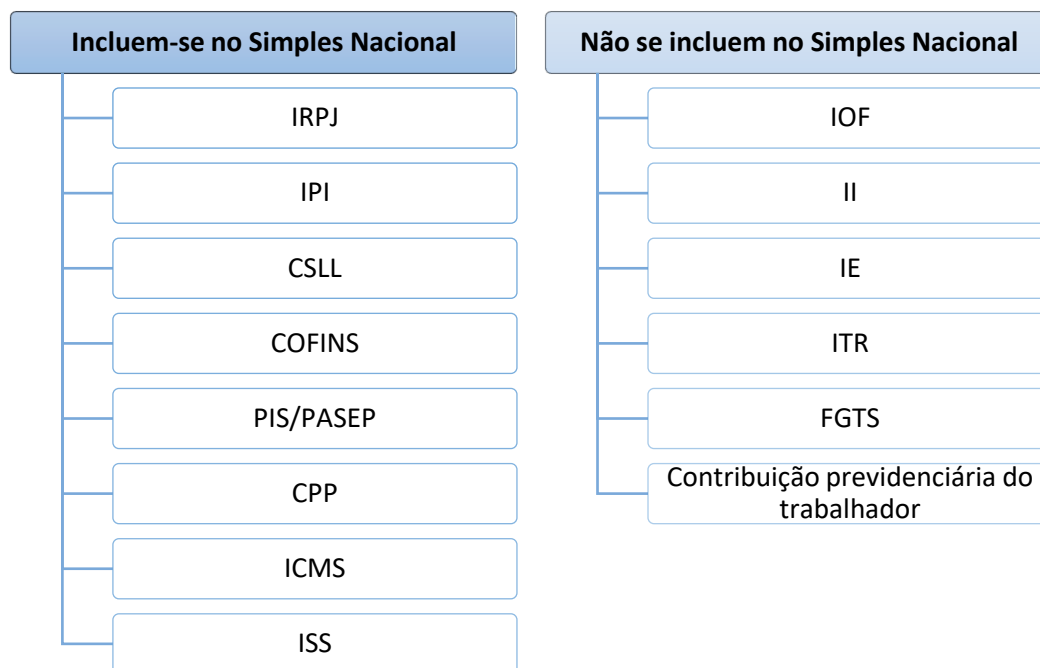 Incluem-se no Simples Nacional
IRPJ
IPI
CSLL
COFINS
PIS/PASEP
CPP
ICMS
ISS
Não se incluem no Simples Nacional
IOF
II
IE
ITR
FGTS
Contribuição previdenciária do
trabalhador